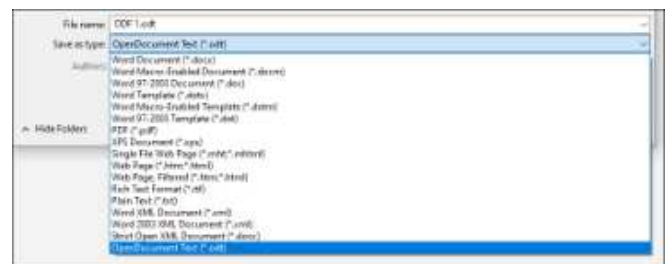 File name: ODF 1.odt
Save as type: OpenDocument Text (*.odt)
Authors:
Word Document (*.docx)
Word Macro-Enabled Document (*.docm)
Word 97-2003 Document (*.doc)
Word Template (*.dotx)
Word Macro-Enabled Template (*.dotm)
Word 97-2003 Template (*.dot)
Hide Folders
PDF (*.pdf)
XPS Document (*.xps)
Single File Web Page (*.mht;*.mhtml)
Web Page (*.htm;*.html)
Web Page, Filtered (*.htm;*.html)
Rich Text Format (*.rtf)
Plain Text (*.txt)
Word XML Document (*.xml)
Word 2003 XML Document (*.xml)
Strict Open XML Document (*.docx)
OpenDocument Text (*.odt)